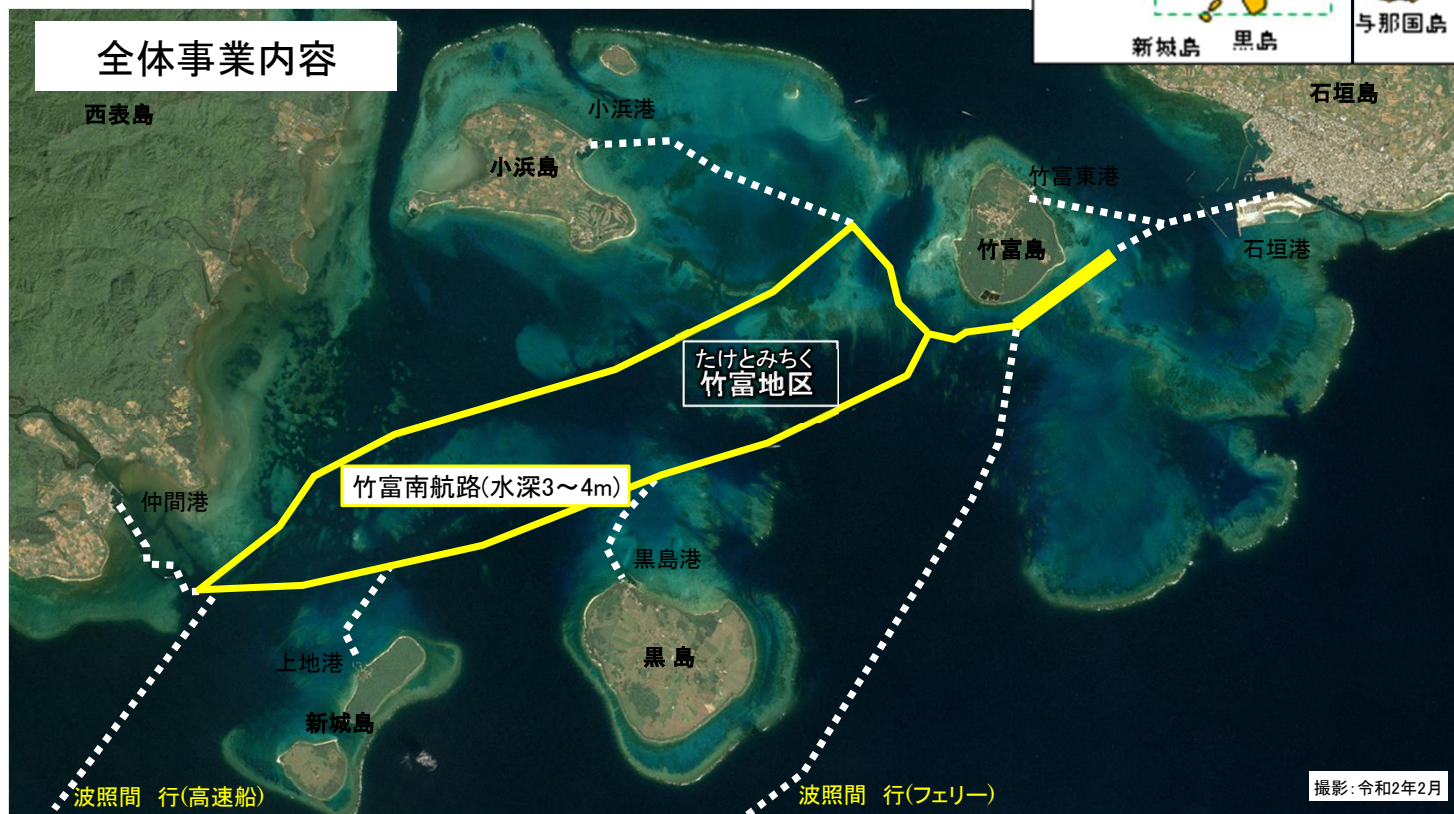 全体事業内容
新城島
黒島
与那国島
西表島
石垣島
小浜港
小浜島
竹富東港
竹富島
石垣港
たけとみちく
竹富地区
竹富南航路(水深3～4m)
仲間港
黒島港
上地港
黒 島
新城島
波照間 行(高速船)
波照間 行(フェリー)
撮影:令和2年2月